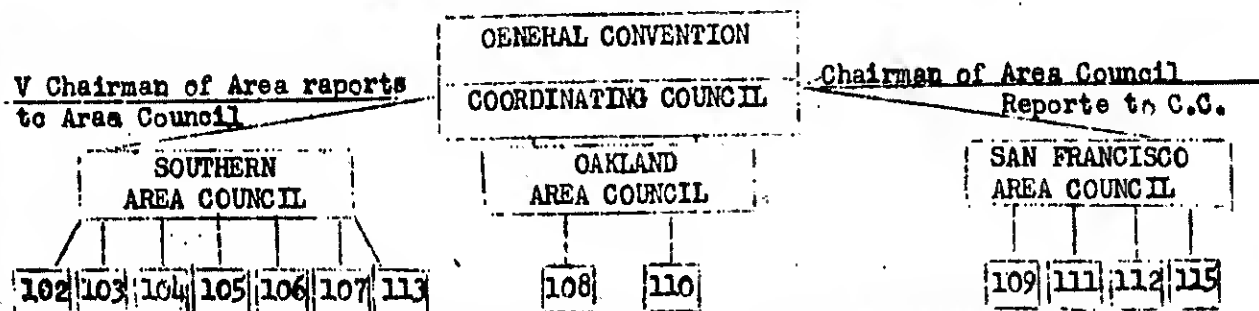 OENERAL CONVENTION
V Chairman of Area raports
to Araa Council
COORDINATING COUNCIL
Chairman of Area Council
Reporte to C.C.
SOUTHERN
AREA COUNCIL
OAKLAND
AREA COUNCIL
SAN FRANCISCO
AREA COUNCIL
102 103 104 105 106 107 113 108 110 109 111 112 115